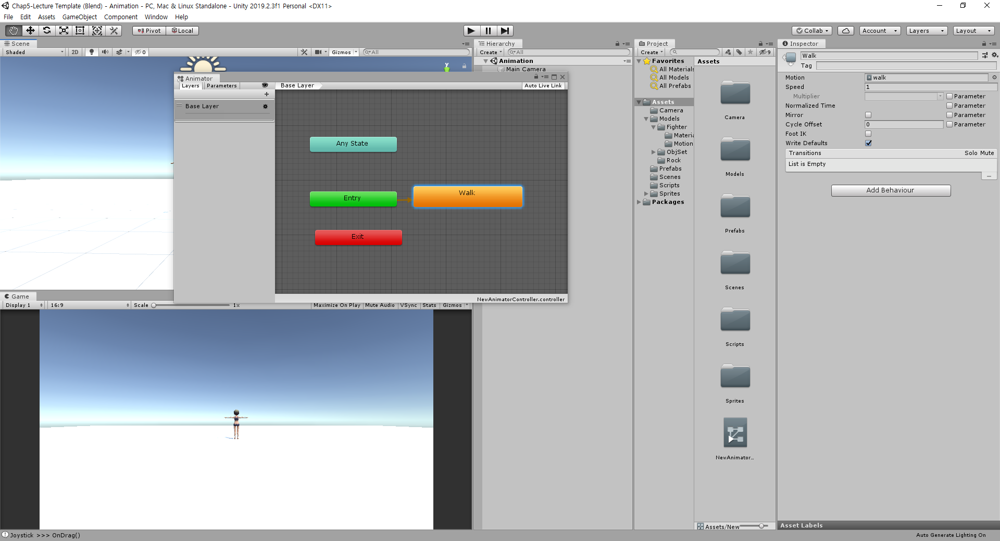 Chap5-Lecture Template (Blend) - Animation - PC, Mac & Linux Standalone - Unity 2019.2.3f1 Personal <DX11>
File Edit Assets GameObject Component Window Help
Pivot Local Collab Account Layers Layout
Scene
Shaded 2D 0 Gizmos All
y
Animator
Layers Parameters Base Layer Auto Live Link
Base Layer
Any State
Entry
Walk
Exit
NewAnimatorController.controller
Game
Display 1 16:9 Scale 1x Maximize On Play Mute Audio VSync Stats Gizmos
Hierarchy
Create All
Animation
Main Camera
Project
Create 9
Favorites
All Materials
All Models
All Prefabs
Assets
Camera
Models
Fighter
Materia
Motion
ObjSet
Rock
Prefabs
Scenes
Scripts
Sprites
Packages
Assets
Camera
Models
Prefabs
Scenes
Scripts
Sprites
NewAnimator...
Assets/New
Inspector
Walk
Tag
Motion walk
Speed 1
Multiplier Parameter
Normalized Time Parameter
Mirror Parameter
Cycle Offset 0 Parameter
Foot IK
Write Defaults
Transitions Solo Mute
List is Empty
Add Behaviour
Asset Labels
Joystick >>> OnDrag()
Auto Generate Lighting On